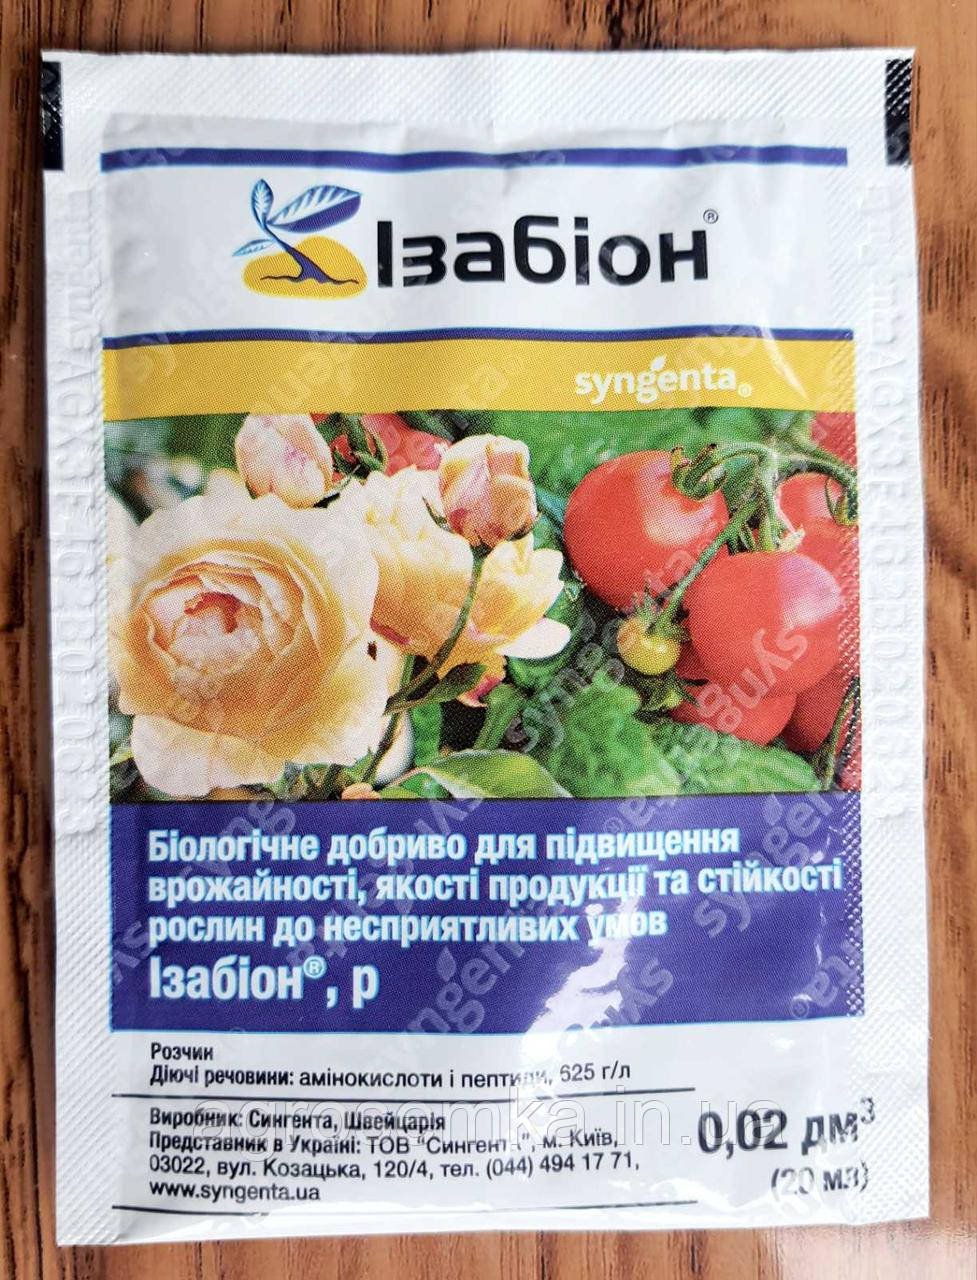 Ізабіон®
syngenta®
Біологічне добриво для підвищення
врожайності, якості продукції та стійкості
рослин до несприятливих умов
Ізабіон®, р
Розчин
Діючі речовини: амінокислоти і пептиди, 625 г/л
Виробник: Сингента, Швейцарія
Представник в Україні: ТОВ "Сингента", м. Київ,
03022, вул. Козацька, 120/4, тел. (044) 494 17 71,
www.syngenta.ua
0,02 дм³
(20 мл)
agrosemka.in.ua